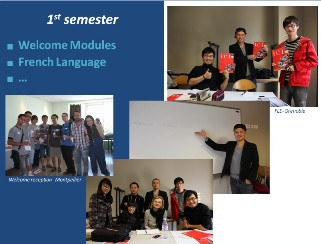 1st semester
Welcome Modules
French Language
...
FLE- Grenoble
Welcome reception - Montpellier